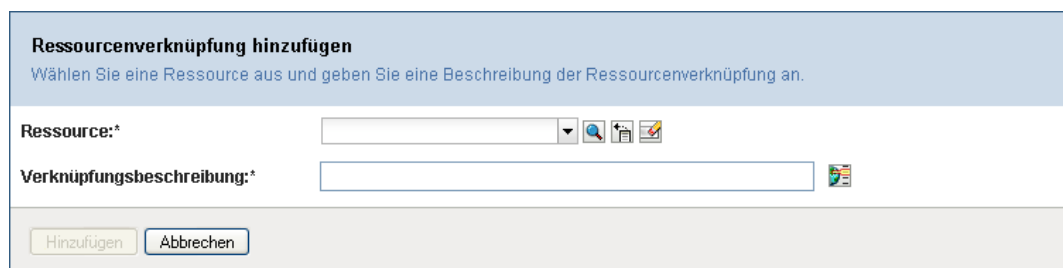 Ressourcenverknüpfung hinzufügen
Wählen Sie eine Ressource aus und geben Sie eine Beschreibung der Ressourcenverknüpfung an.
Ressource:*
Verknüpfungsbeschreibung:*
Hinzufügen Abbrechen